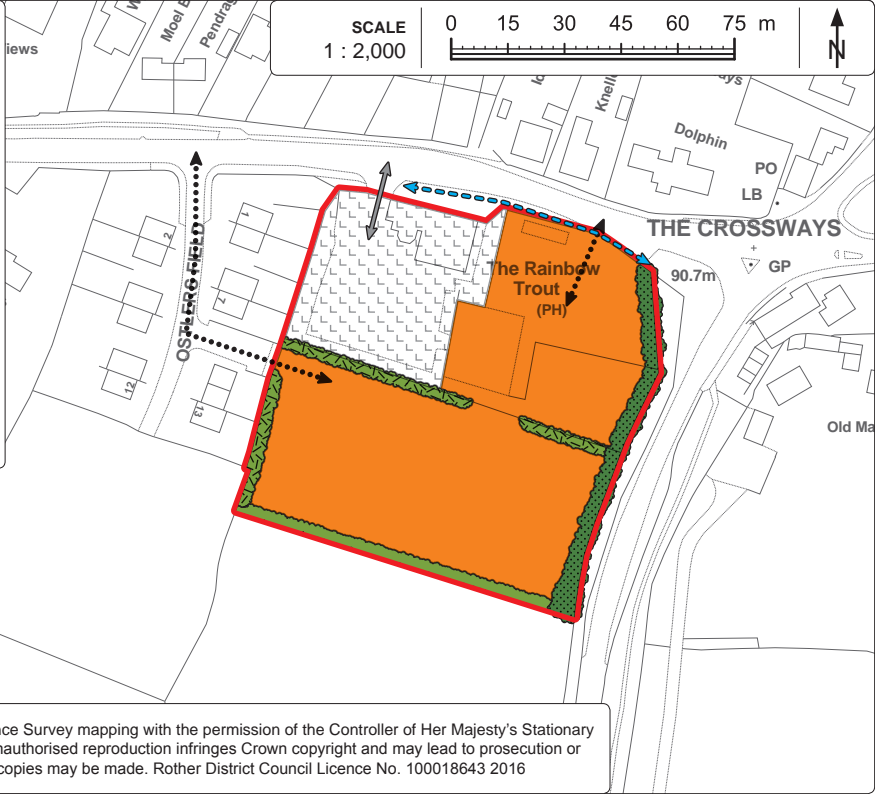 SCALE
1 : 2,000
0 15 30 45 60 75 m
N
iews
Moel
Pendrag
Knelle
Dolphin
PO
LB
THE CROSSWAYS
GP
90.7m
The Rainbow
Trout
(PH)
OSTLERS FIELD
1
2
7
12
13
Old Ma
ce Survey mapping with the permission of the Controller of Her Majesty's Stationary
nauthorised reproduction infringes Crown copyright and may lead to prosecution or
copies may be made. Rother District Council Licence No. 100018643 2016